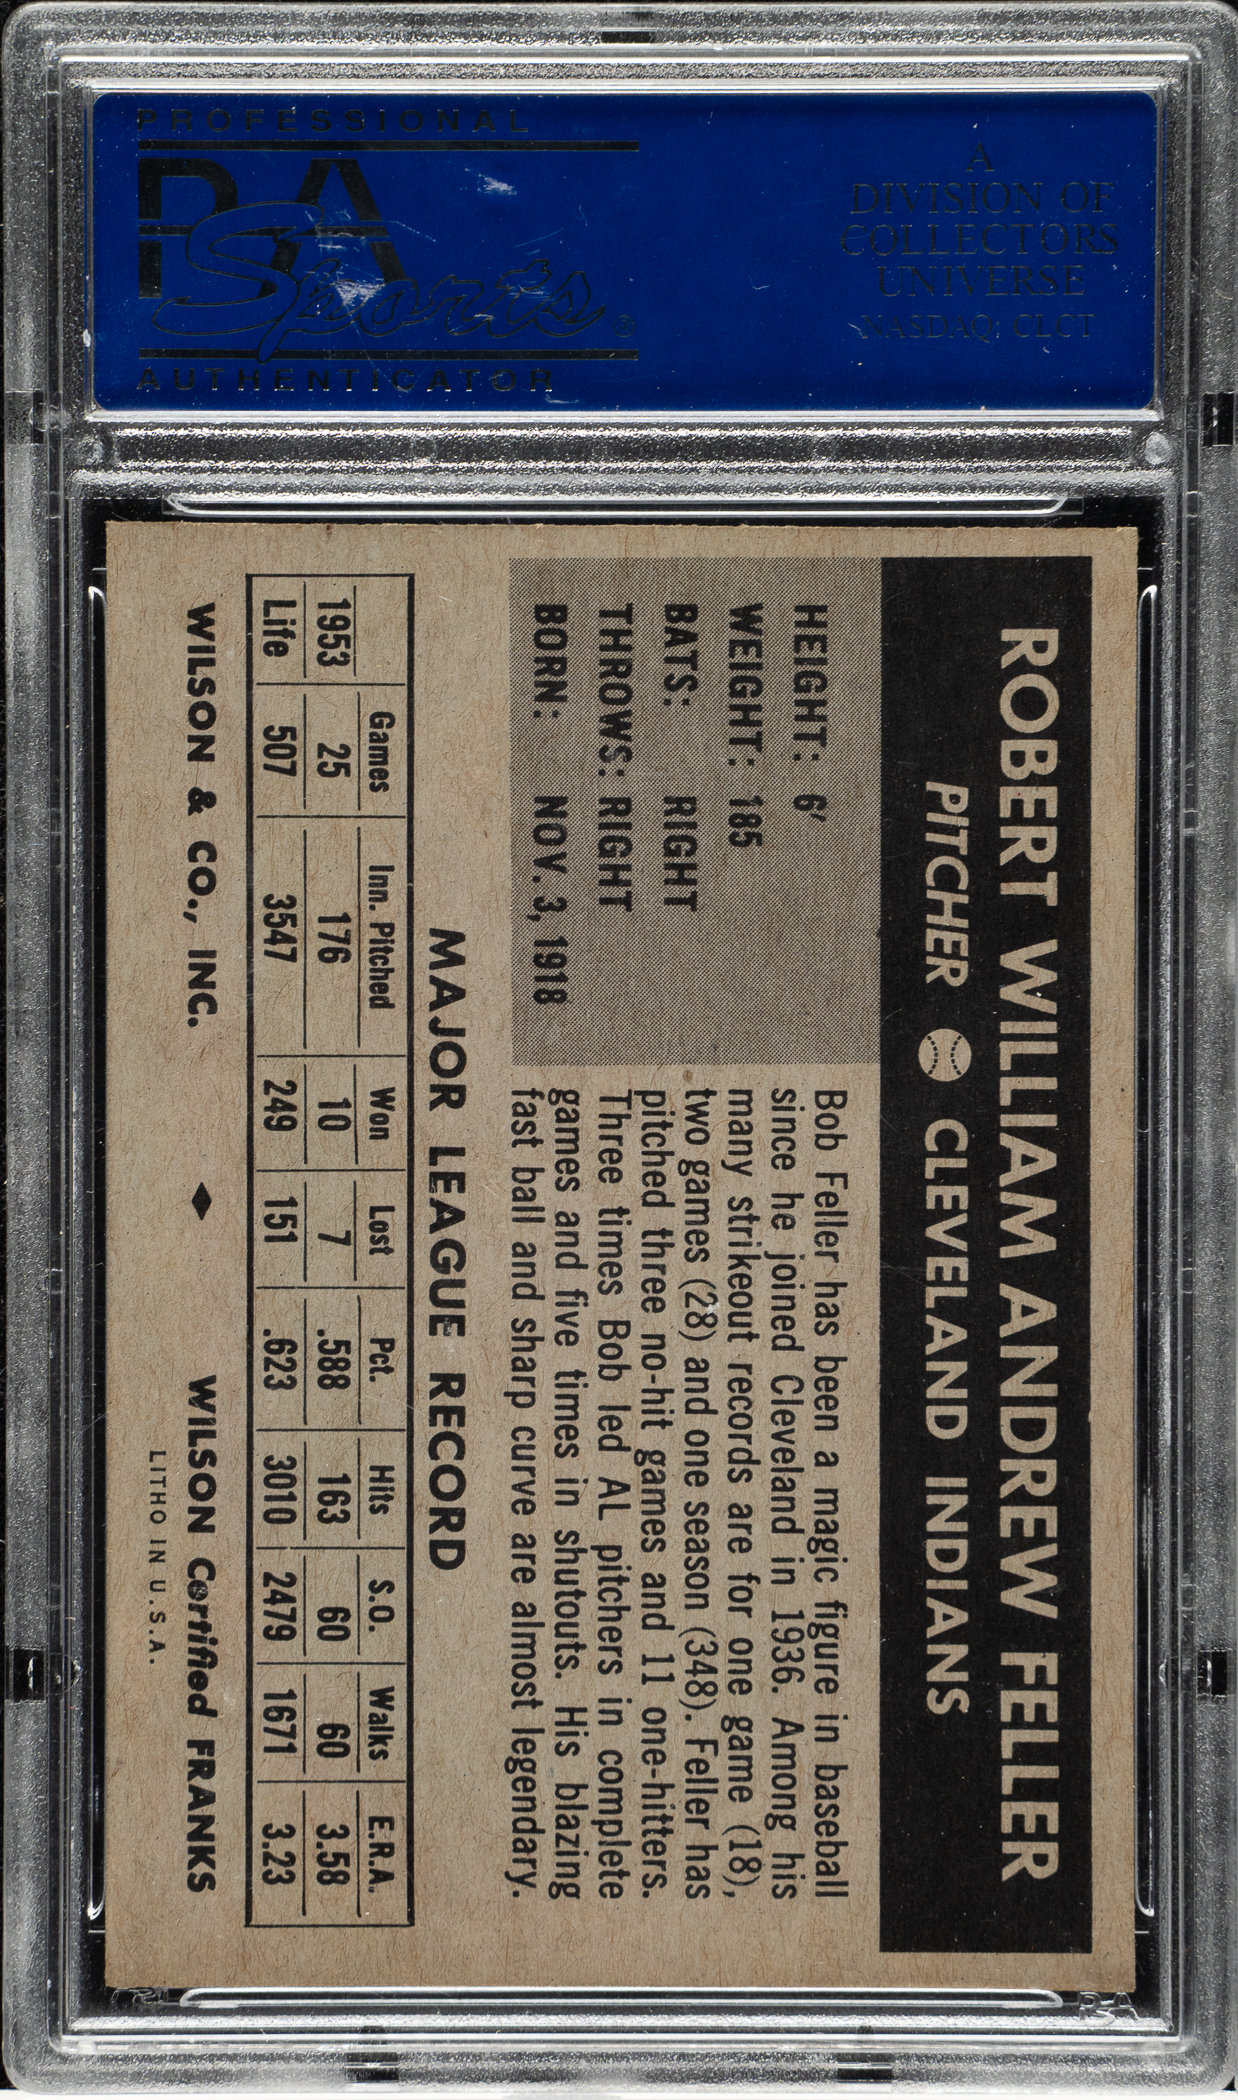 PROFESSIONAL
PSA
Sports®
AUTHENTICATOR
A
DIVISION OF
COLLECTORS
UNIVERSE
NASDAQ: CLCT
ROBERT WILLIAM ANDREW FELLER
PITCHER CLEVELAND INDIANS
HEIGHT: 6'
WEIGHT: 185
BATS: RIGHT
THROWS: RIGHT
BORN: NOV. 3, 1918
Bob Feller has been a magic figure in baseball
since he joined Cleveland in 1936. Among his
many strikeout records are for one game (18),
two games (28) and one season (348). Feller has
pitched three no-hit games and 11 one-hitters.
Three times Bob led AL pitchers in complete
games and five times in shutouts. His blazing
fast ball and sharp curve are almost legendary.
MAJOR LEAGUE RECORD
Games Inn. Pitched Won Lost Pct. Hits S.O. Walks E.R.A.
1953 25 176 10 7 .588 163 60 60 3.58
Life 507 3547 249 151 .623 3010 2479 1671 3.23
WILSON & CO., INC. ♦ WILSON Certified FRANKS
LITHO IN U.S.A.
PSA